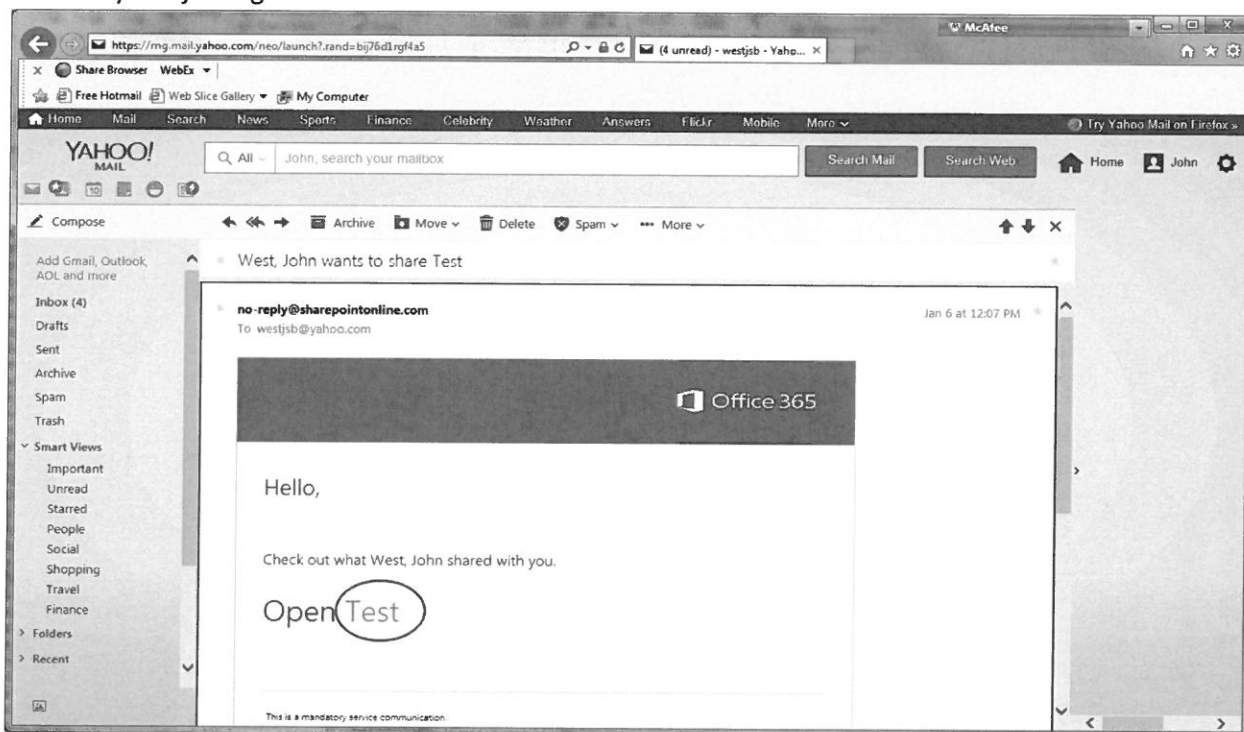 McAfee
https://mg.mail.yahoo.com/neo/launch?.rand=bij76d1rgf4a5
(4 unread) - westjsb - Yaho...
x Share Browser WebEx
Free Hotmail Web Slice Gallery My Computer
Home Mail Search News Sports Finance Celebrity Weather Answers Flickr Mobile More Try Yahoo Mail on Firefox »
YAHOO!
MAIL
All John, search your mailbox Search Mail Search Web Home John
10
Compose Archive Move Delete Spam More
Add Gmail, Outlook,
AOL and more
West, John wants to share Test
Inbox (4)
Drafts
Sent
Archive
Spam
Trash
Smart Views
Important
Unread
Starred
People
Social
Shopping
Travel
Finance
Folders
Recent
no-reply@sharepointonline.com Jan 6 at 12:07 PM
To westjsb@yahoo.com
Office 365
Hello,
Check out what West, John shared with you.
Open Test
This is a mandatory service communication